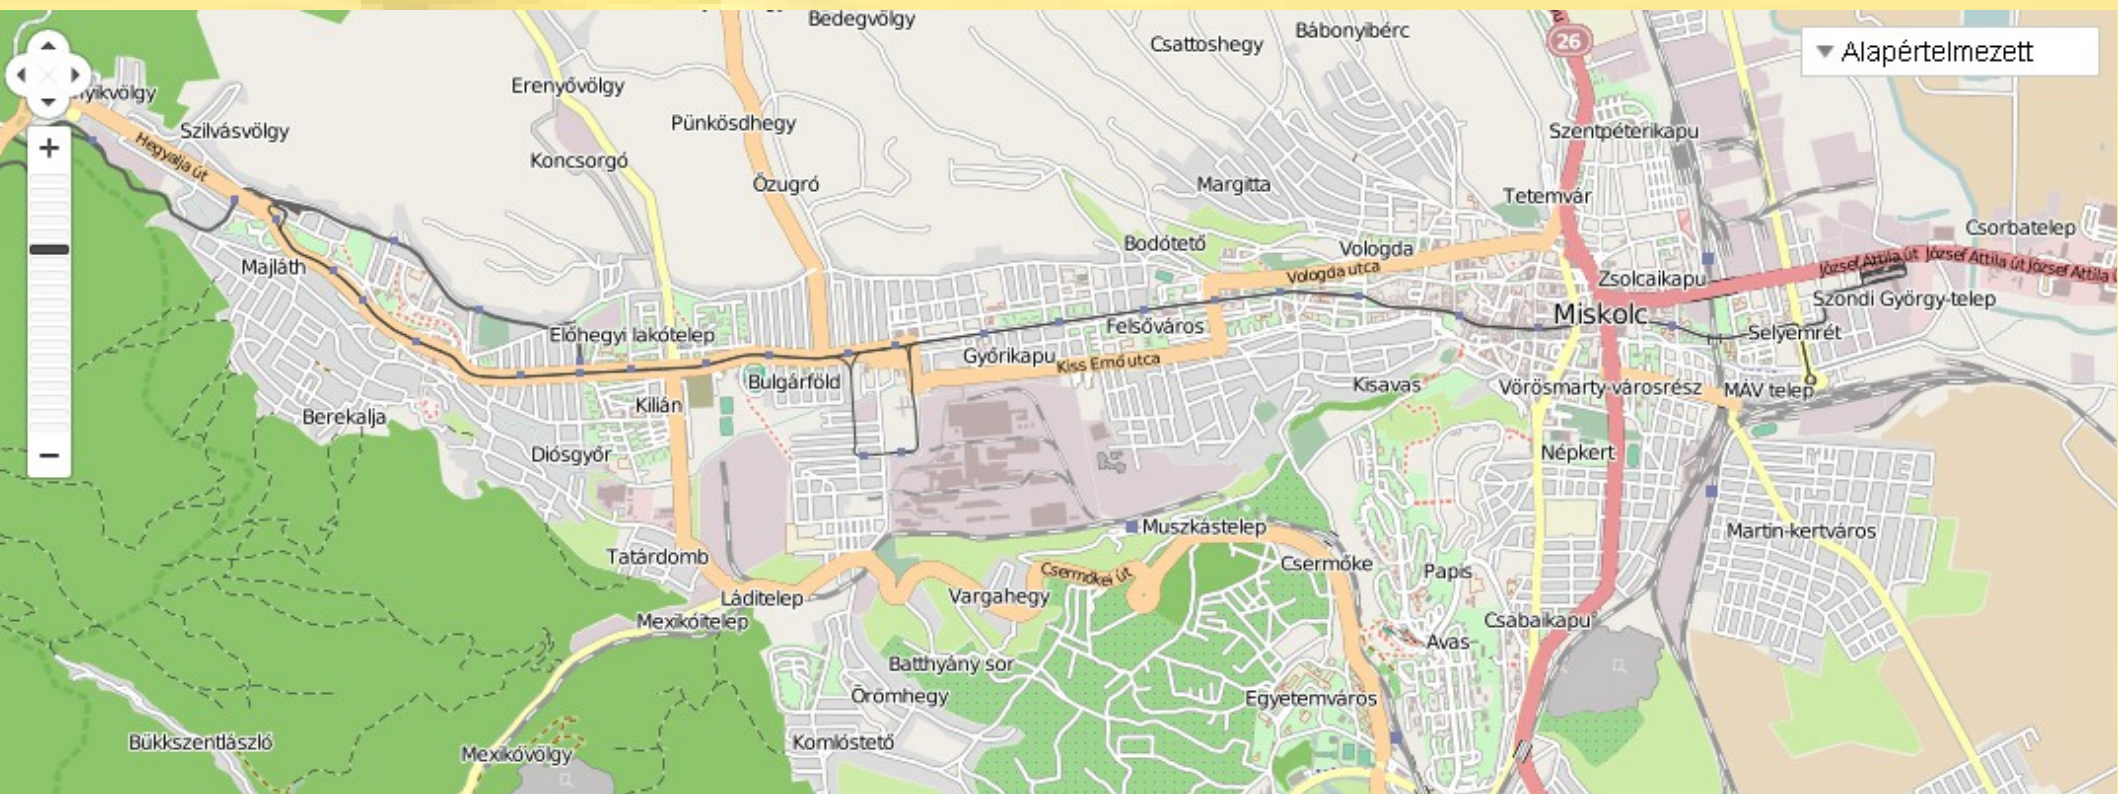 Bedegvölgy
Bábonyibérc
Csattoshegy
26
Alapértelmezett
Erenyővölgy
Szilvásvölgy
Pünkösdhegy
Szentpéterikapu
Hegyalja út
Koncsorgó
Özugró
Margitta
Tetemvár
Csorbatelep
Bodótető
Vologda
Majláth
Vologda utca
József Attila út József Attila út József Attila
Zsolcaikapu
Szondi György-telep
Miskolc
Előhegyi lakótelep
Felsőváros
Selyemrét
Győrikapu
Kiss Ernő utca
Bulgárföld
Kisavas
Vörösmarty-városrész
MÁV telep
Kilián
Berekalja
Diósgyőr
Népkert
Muszkástelep
Martin-kertváros
Tatárdomb
Csermőke
Csermőkei út
Papis
Láditelep
Vargahegy
Mexikóitelep
Csabaikapu
Avas
Batthyány sor
Örömhegy
Egyetemváros
Bükkszentlászló
Komlóstető
Mexikóvölgy